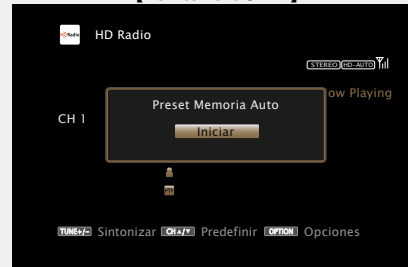 HD Radio
STEREO HD-AUTO
ow Playing
CH 1
Preset Memoria Auto
Iniciar
PTY
TUNE+/- Sintonizar CH▲/▼ Predefinir OPTION Opciones